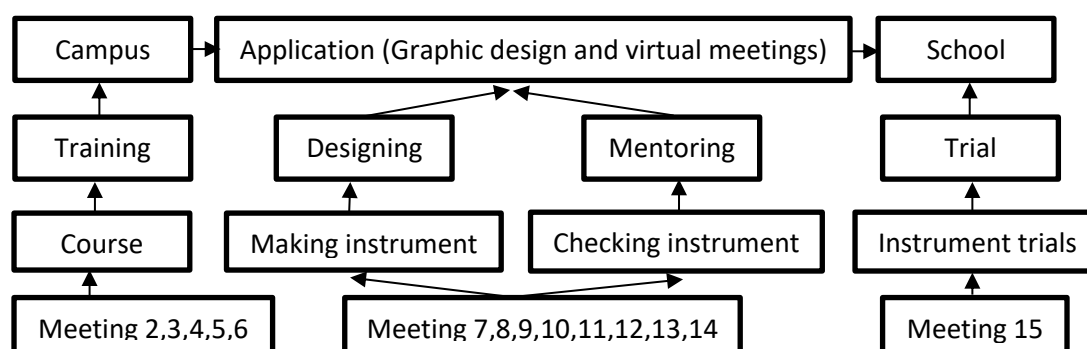 Campus
Application (Graphic design and virtual meetings)
School
Training
Designing
Mentoring
Trial
Course
Making instrument
Checking instrument
Instrument trials
Meeting 2,3,4,5,6
Meeting 7,8,9,10,11,12,13,14
Meeting 15